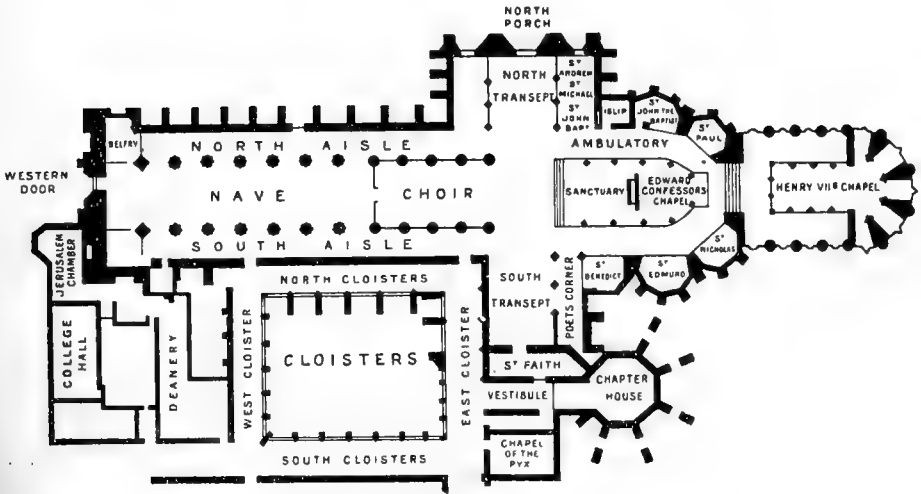 NORTH
PORCH
NORTH
TRANSEPT
ST
ANDREW
ST
MICHAEL
ST
JOHN
BAPT
ISLIP
ST
JOHN THE
BAPTIST
ST
PAUL
BELFRY
NORTH AISLE
AMBULATORY
WESTERN
DOOR
NAVE
CHOIR
SANCTUARY
EDWARD
CONFESSORS
CHAPEL
HENRY VIIS CHAPEL
SOUTH AISLE
JERUSALEM
CHAMBER
NORTH CLOISTERS
SOUTH
TRANSEPT
POETS CORNER
ST
BENEDICT
ST
EDMUND
ST
NICHOLAS
COLLEGE
HALL
DEANERY
WEST CLOISTER
CLOISTERS
EAST CLOISTER
ST FAITH
VESTIBULE
CHAPTER
HOUSE
CHAPEL
OF THE
PYX
SOUTH CLOISTERS